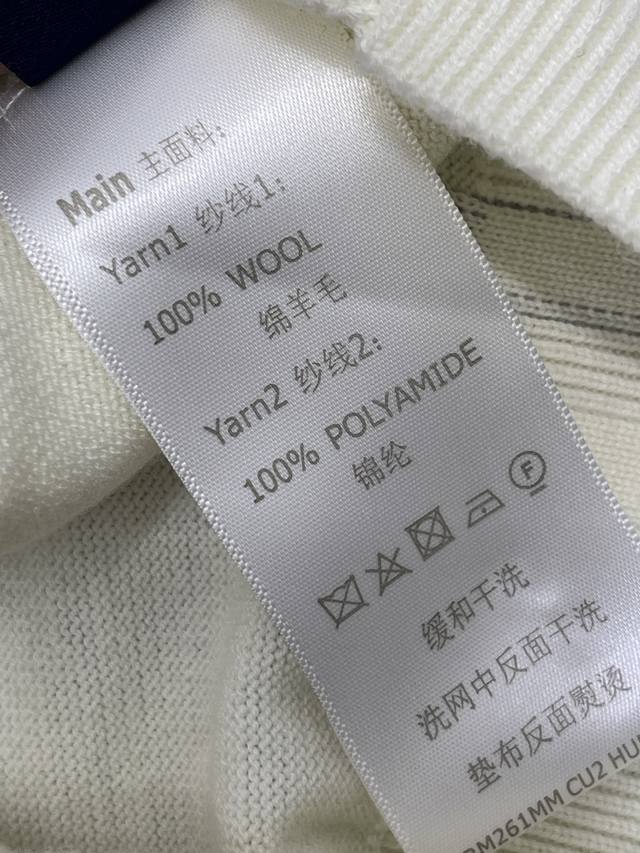 Main 主面料:
Yarn1 纱线1:
100% WOOL
绵羊毛
Yarn2 纱线2:
100% POLYAMIDE
锦纶
F
缓和干洗
洗网中反面干洗
垫布反面熨烫
BM261MM CU2